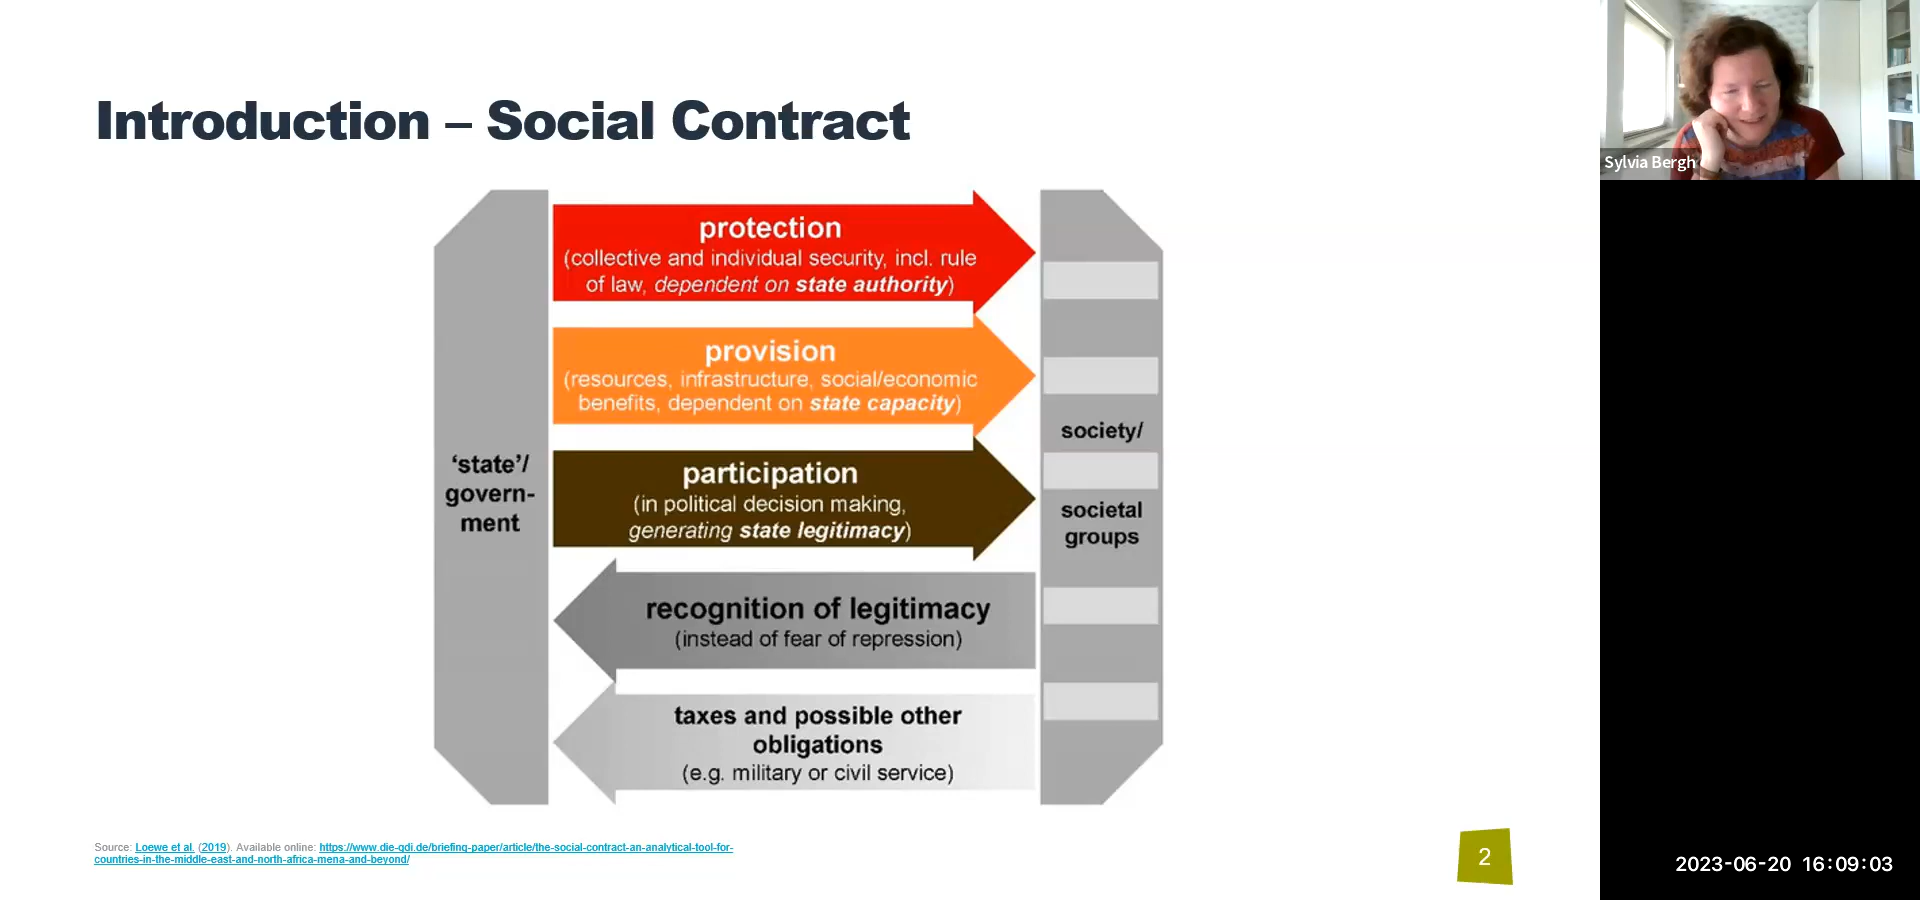 Introduction – Social Contract
protection
(collective and individual security, incl. rule
of law, dependent on state authority)
provision
(resources, infrastructure, social/economic
benefits, dependent on state capacity)
participation
(in political decision making,
generating state legitimacy)
recognition of legitimacy
(instead of fear of repression)
taxes and possible other
obligations
(e.g. military or civil service)
‘state’/
govern-
ment
society/
societal
groups
Source: Loewe et al. (2019). Available online: https://www.die-gdi.de/briefing-paper/article/the-social-contract-an-analytical-tool-for-
countries-in-the-middle-east-and-north-africa-mena-and-beyond/
2
Sylvia Bergh
2023-06-20 16:09:03